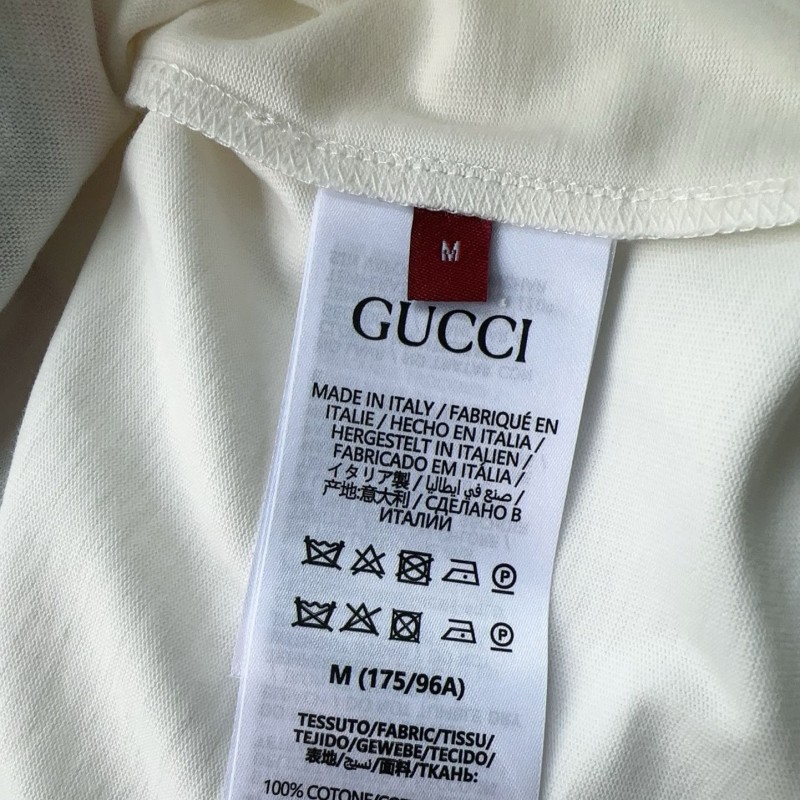 M
GUCCI
MADE IN ITALY / FABRIQUÉ EN
ITALIE / HECHO EN ITALIA /
HERGESTELT IN ITALIEN /
FABRICADO EM ITÁLIA /
イタリア製 / صنع في إيطاليا /
产地:意大利 / СДЕЛАНО В
ИТАЛИИ
P
P
M (175/96A)
TESSUTO/FABRIC/TISSU/
TEJIDO/GEWEBE/TECIDO/
表地/نسيج/面料/ТКАНЬ:
100% COTONE/